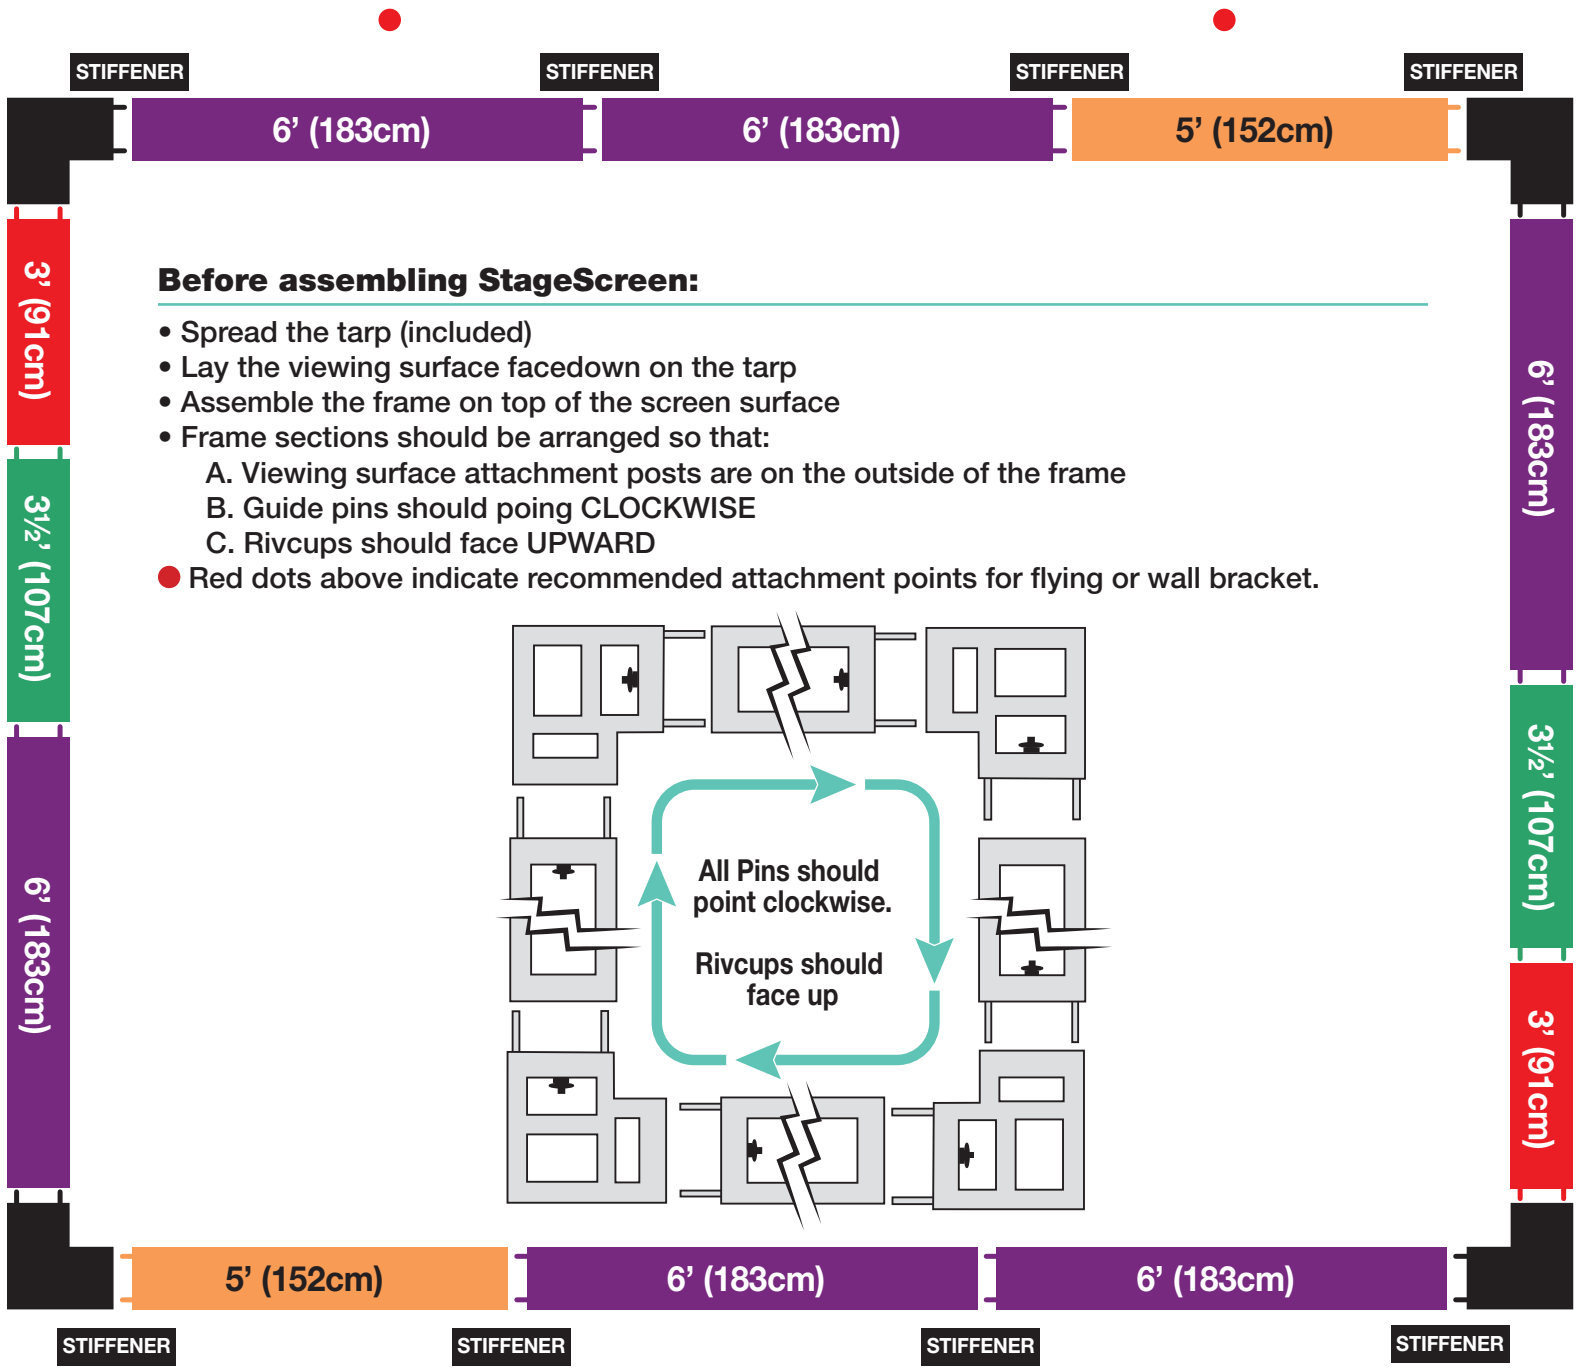 STIFFENER
STIFFENER
STIFFENER
STIFFENER
6’ (183cm)
6’ (183cm)
5’ (152cm)
3’ (91cm)
3½’ (107cm)
6’ (183cm)
Before assembling StageScreen:
• Spread the tarp (included)
• Lay the viewing surface facedown on the tarp
• Assemble the frame on top of the screen surface
• Frame sections should be arranged so that:
A. Viewing surface attachment posts are on the outside of the frame
B. Guide pins should poing CLOCKWISE
C. Rivcups should face UPWARD
Red dots above indicate recommended attachment points for flying or wall bracket.
All Pins should
point clockwise.
Rivcups should
face up
6’ (183cm)
3½’ (107cm)
3’ (91cm)
5’ (152cm)
6’ (183cm)
6’ (183cm)
STIFFENER
STIFFENER
STIFFENER
STIFFENER